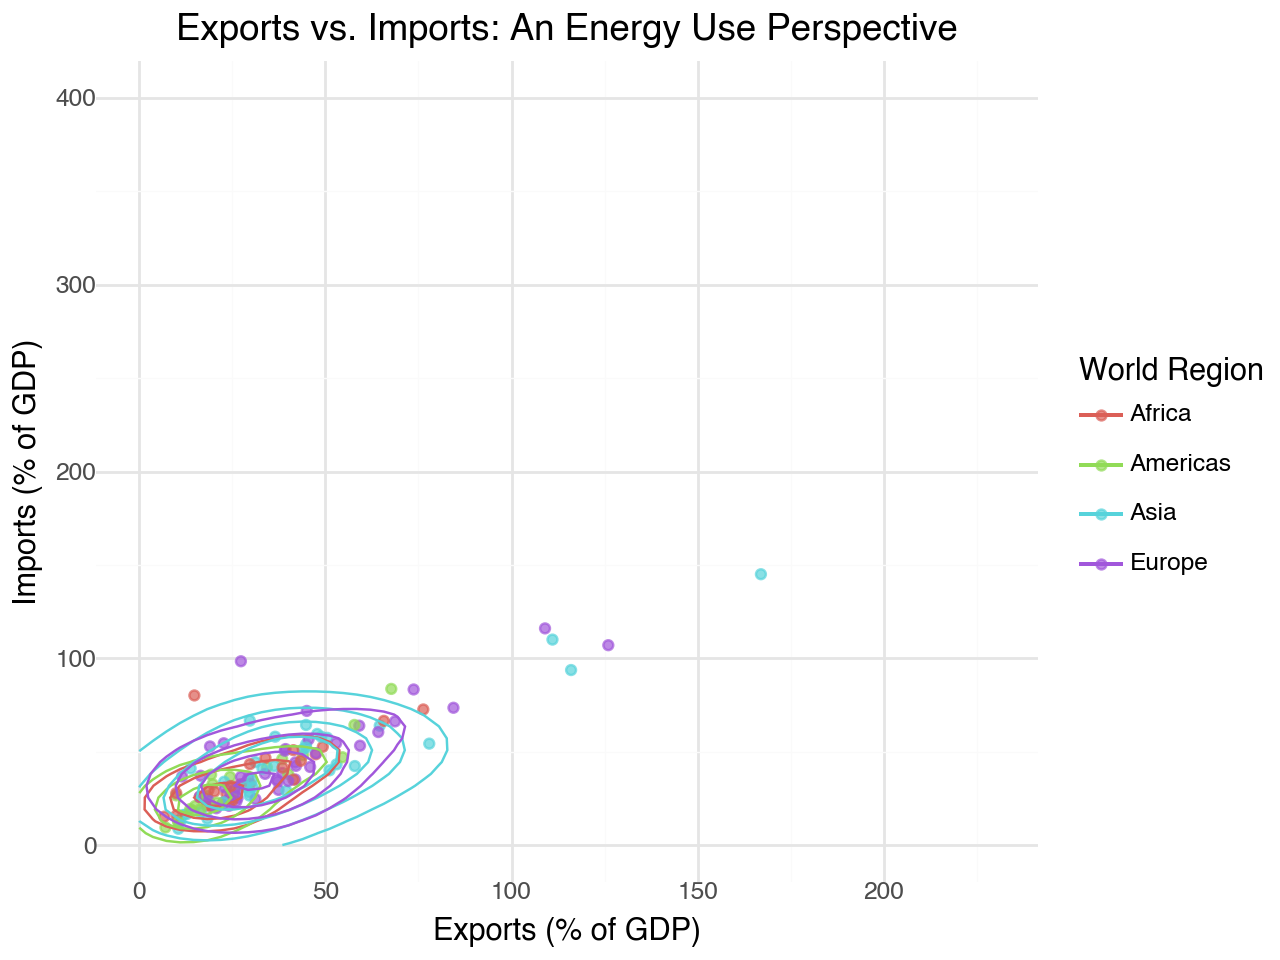 Exports vs. Imports: An Energy Use Perspective
400
300
200
100
0
0 50 100 150 200
Exports (% of GDP)
Imports (% of GDP)
World Region
Africa
Americas
Asia
Europe